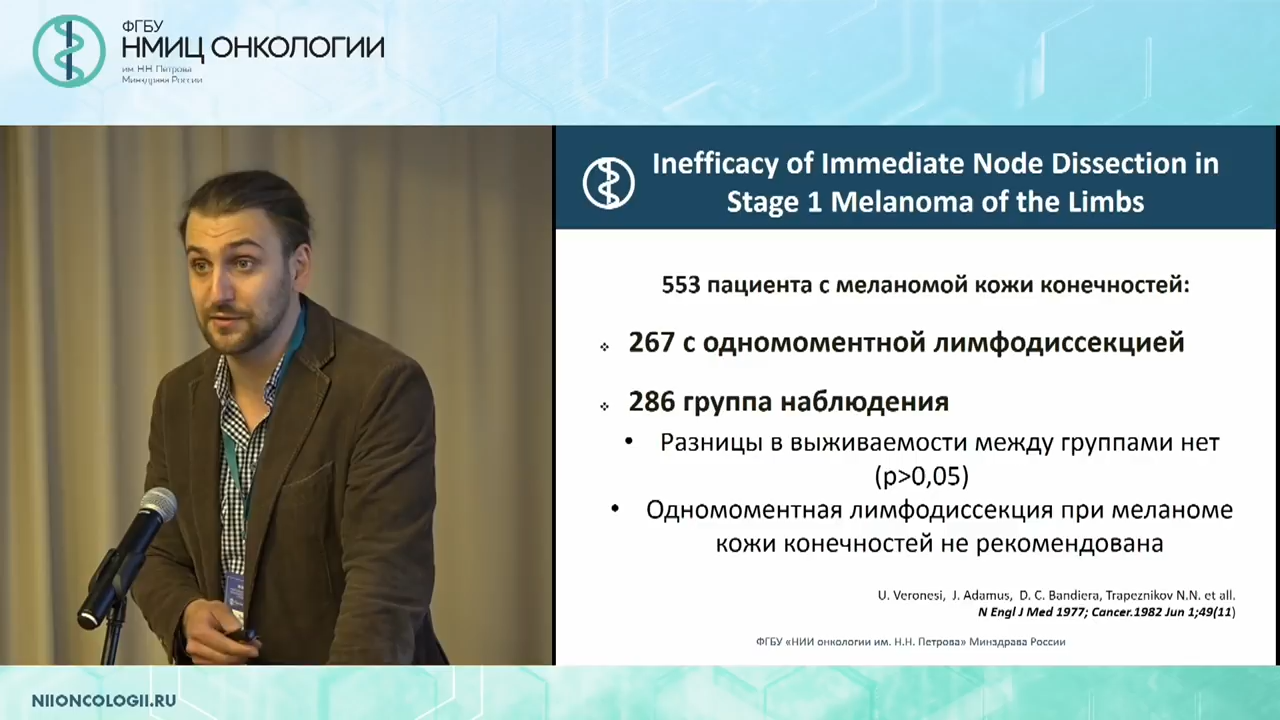 ФГБУ
НМИЦ ОНКОЛОГИИ
им. Н.Н. Петрова
Минздрава России
Inefficacy of Immediate Node Dissection in
Stage 1 Melanoma of the Limbs
553 пациента с меланомой кожи конечностей:
267 с одномоментной лимфодиссекцией
286 группа наблюдения
• Разницы в выживаемости между группами нет
(p>0,05)
• Одномоментная лимфодиссекция при меланоме
кожи конечностей не рекомендована
U. Veronesi, J. Adamus, D. C. Bandiera, Trapeznikov N.N. et all.
N Engl J Med 1977; Cancer.1982 Jun 1;49(11)
ФГБУ «НИИ онкологии им. Н.Н. Петрова» Минздрава России
NIIONCOLOGII.RU